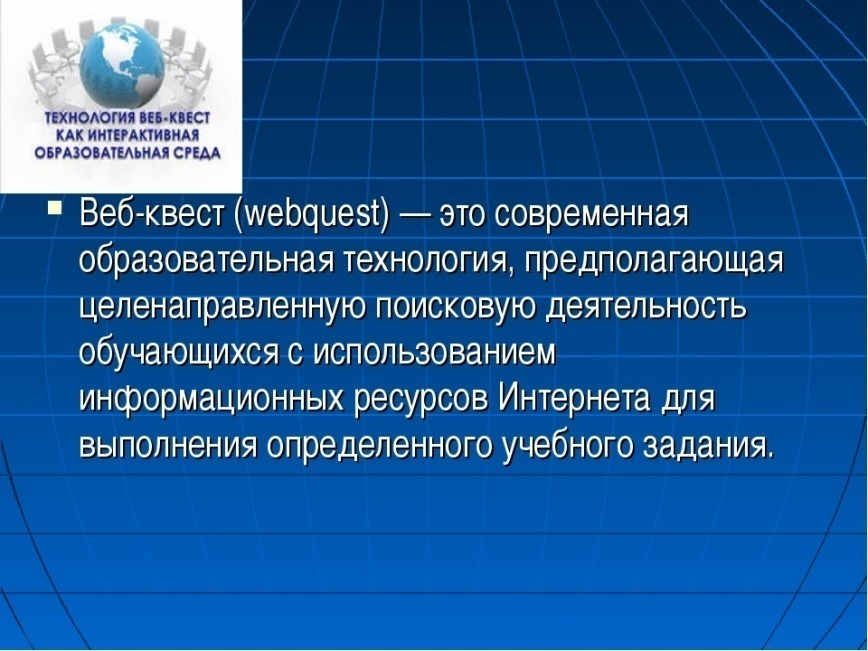 ТЕХНОЛОГИЯ ВЕБ-КВЕСТ
КАК ИНТЕРАКТИВНАЯ
ОБРАЗОВАТЕЛЬНАЯ СРЕДА
Веб-квест (webquest) — это современная
образовательная технология, предполагающая
целенаправленную поисковую деятельность
обучающихся с использованием
информационных ресурсов Интернета для
выполнения определенного учебного задания.